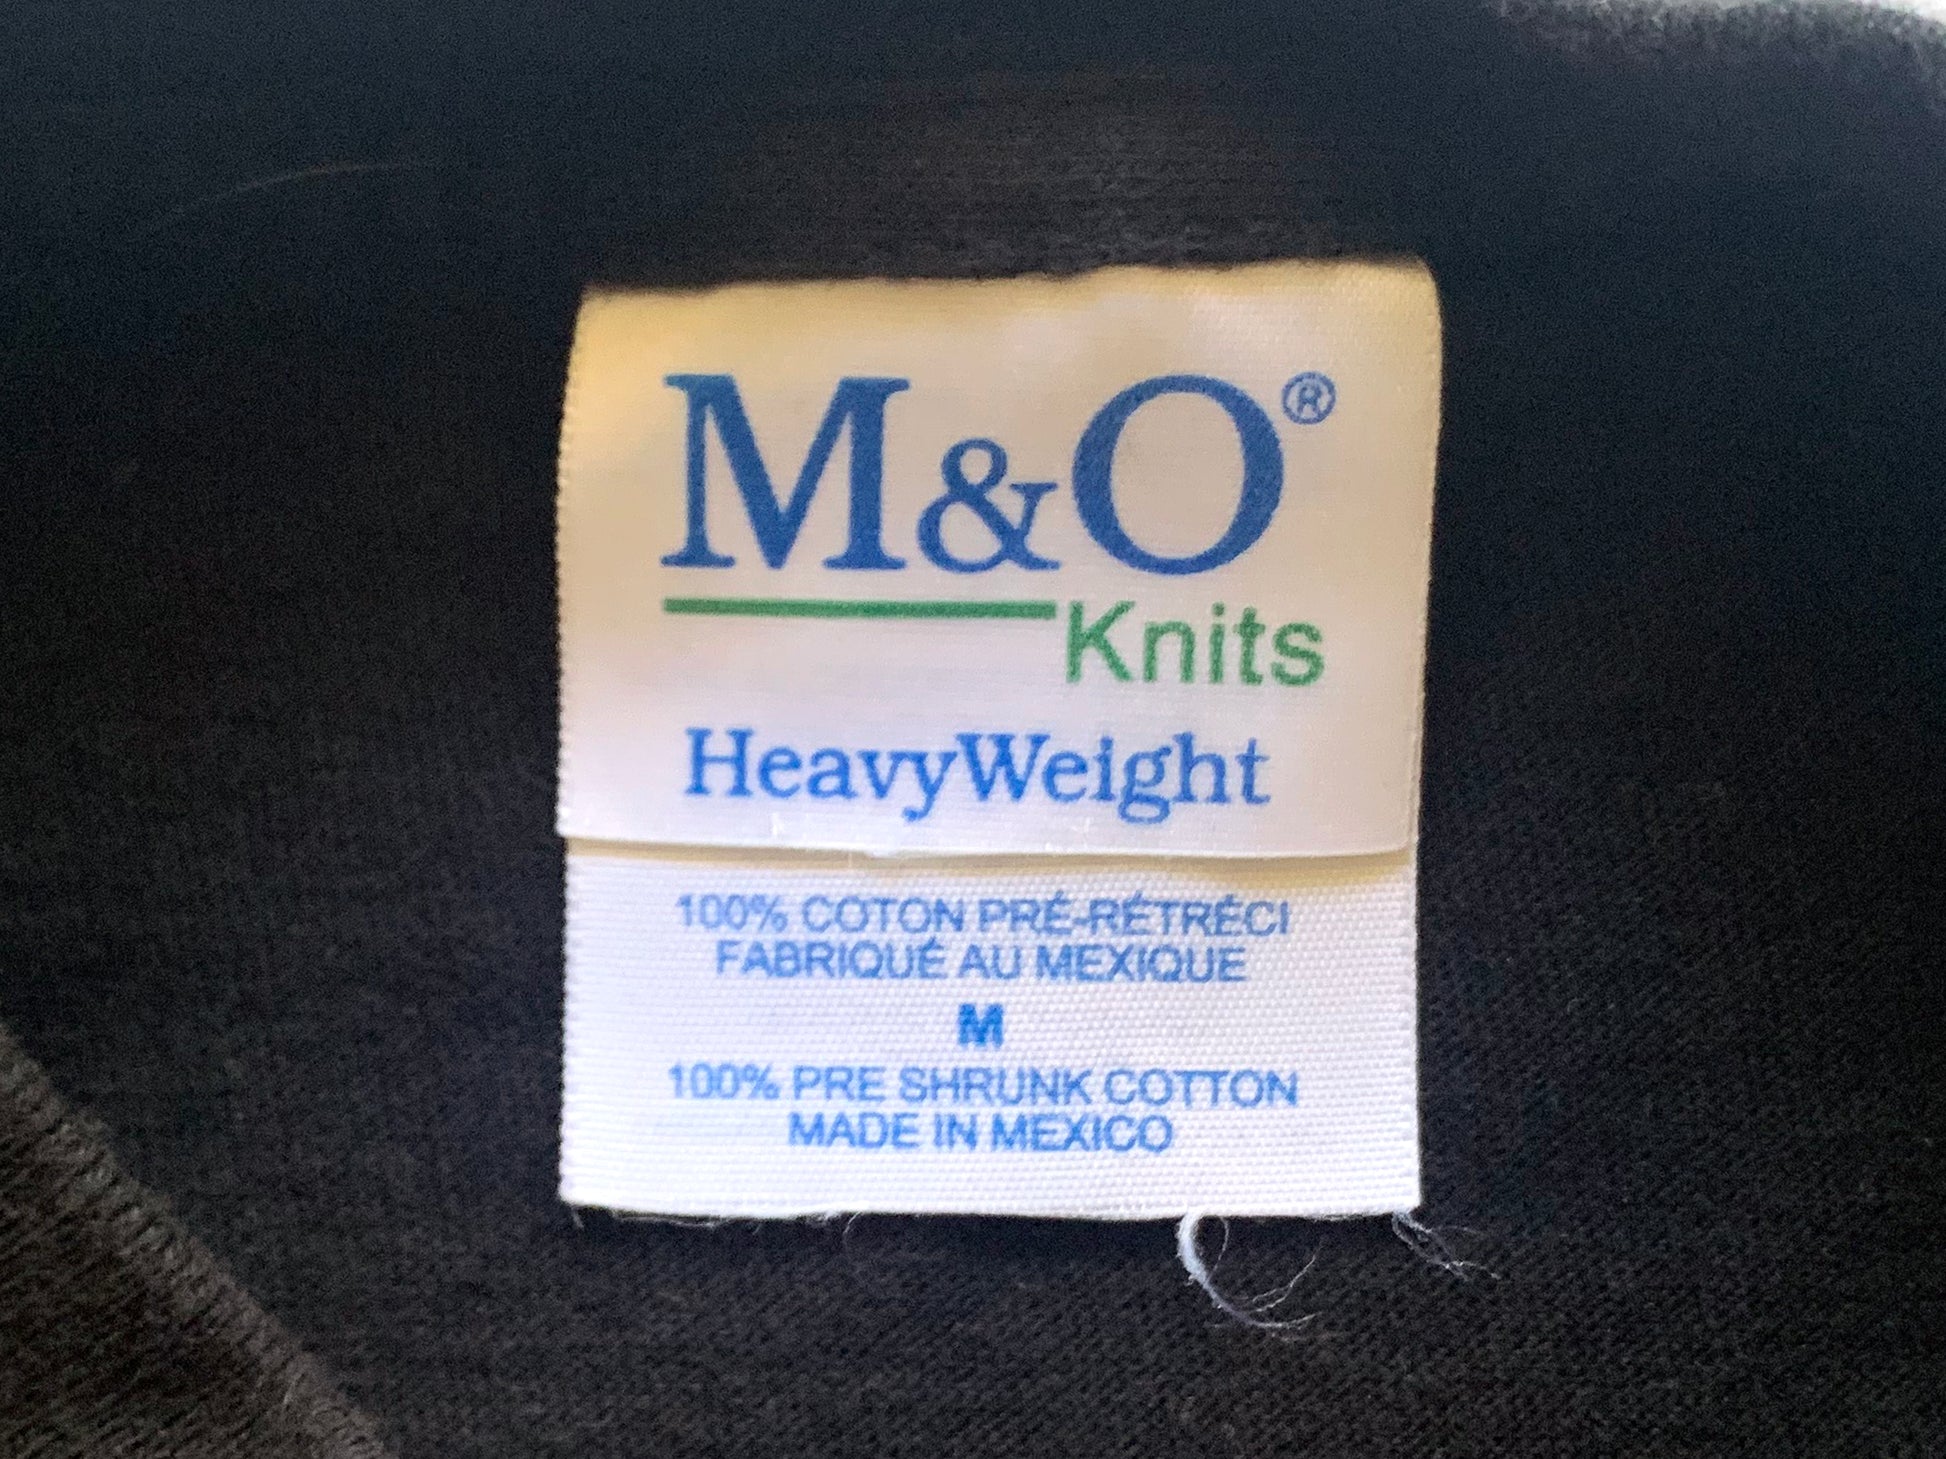 M&O®
Knits
HeavyWeight
100% COTON PRÉ-RÉTRÉCI
FABRIQUÉ AU MEXIQUE
M
100% PRE SHRUNK COTTON
MADE IN MEXICO